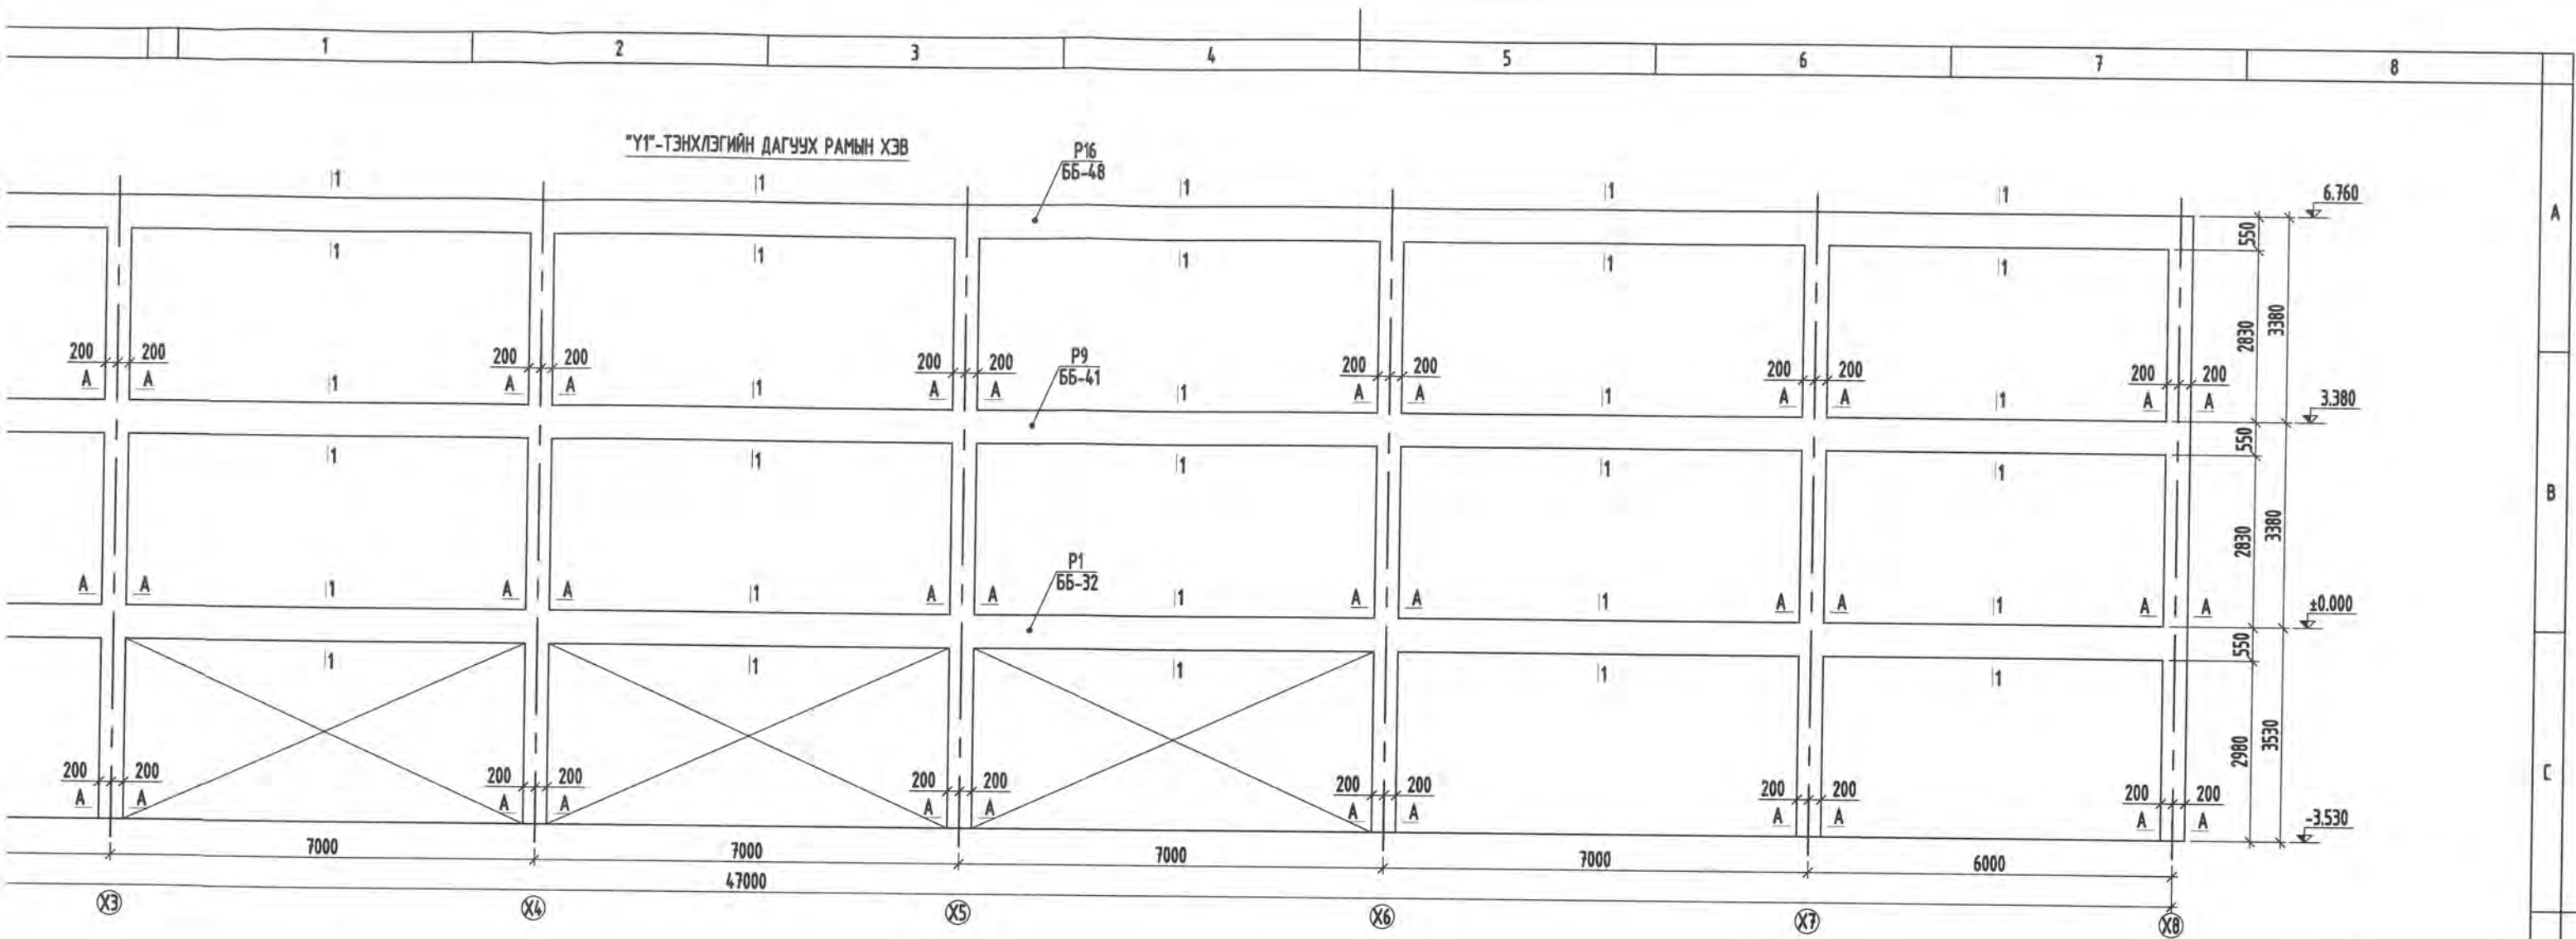 1 2 3 4 5 6 7 8
"Y1"-ТЭНХЛЭГИЙН ДАГУУХ РАМЫН ХЭВ
P16
ББ-48
1 1 1 1 1
6.760
A
550
1 1 1 1 1
2830
3380
200 200 200 200 200 200 200 200 200 200 200 200
A A A A A A A A A A A A
P9
ББ-41
1 1 1 1 1
3.380
550
1 1 1 1 1
B
2830
3380
P1
ББ-32
A A A A A A A A A A A A
1 1 1 1 1
±0.000
550
1 1 1 1 1
2980
3530
C
200 200 200 200 200 200 200 200 200 200 200 200
A A A A A A A A A A A A
-3.530
7000 7000 7000 7000 6000
47000
X3 X4 X5 X6 X7 X8